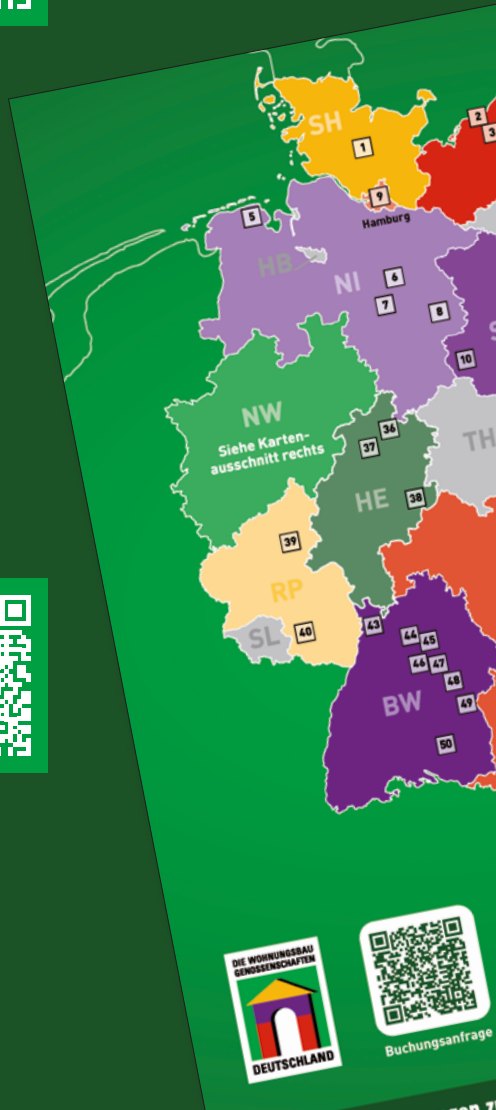 SH
1
2
3
9
Hamburg
5
HB
NI
6
7
8
S
10
NW
Siehe Karten-
ausschnitt rechts
36
37
TH
HE
38
39
RP
SL
40
43
44
45
46
47
48
BW
49
50
DIE WOHNUNGSBAU
GENOSSENSCHAFTEN
DEUTSCHLAND
Buchungsanfrage